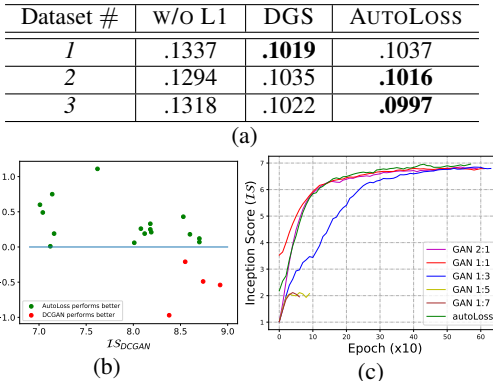 Dataset # W/O L1 DGS AUTOLOSS
1 .1337 .1019 .1037
2 .1294 .1035 .1016
3 .1318 .1022 .0997
(a)
1.0
0.5
0.0
-0.5
-1.0
AutoLoss performs better
DCGAN performs better
7.0 7.5 8.0 8.5 9.0
IS_DCGAN
(b)
Inception Score (IS)
7
6
5
4
3
2
1
GAN 2:1
GAN 1:1
GAN 1:3
GAN 1:5
GAN 1:7
autoLoss
0 10 20 30 40 50 60
Epoch (x10)
(c)